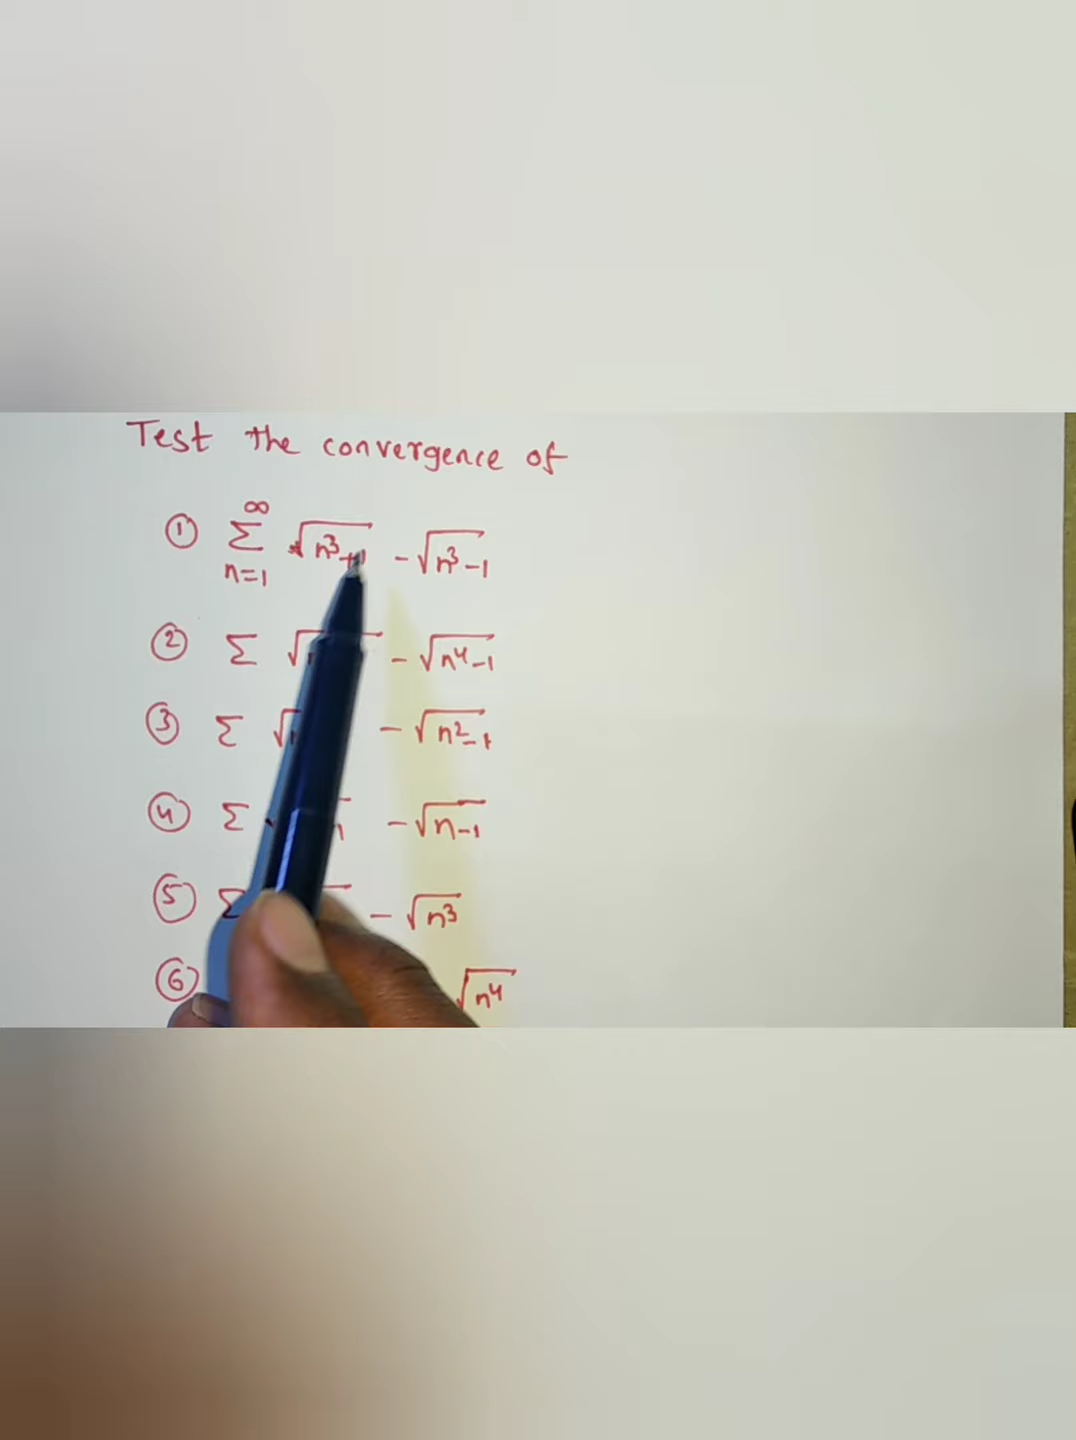 Test the convergence of
① ∞ Σ n=1 √(n³+1) - √(n³-1)
② Σ √ - √(n⁴-1)
③ Σ √ - √(n²-1)
④ Σ - √(n-1)
⑤ Σ - √(n³)
⑥ √(n⁴)